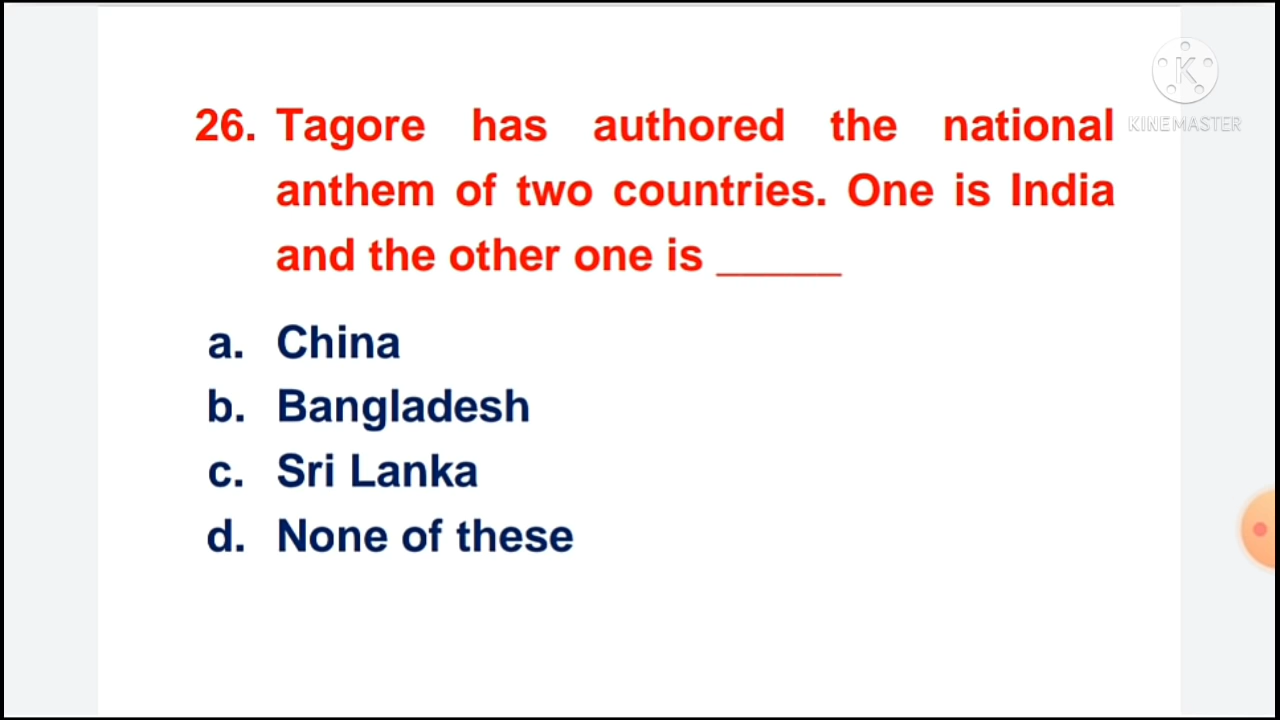 26. Tagore has authored the national
anthem of two countries. One is India
and the other one is _____
a. China
b. Bangladesh
c. Sri Lanka
d. None of these
K
KINEMASTER